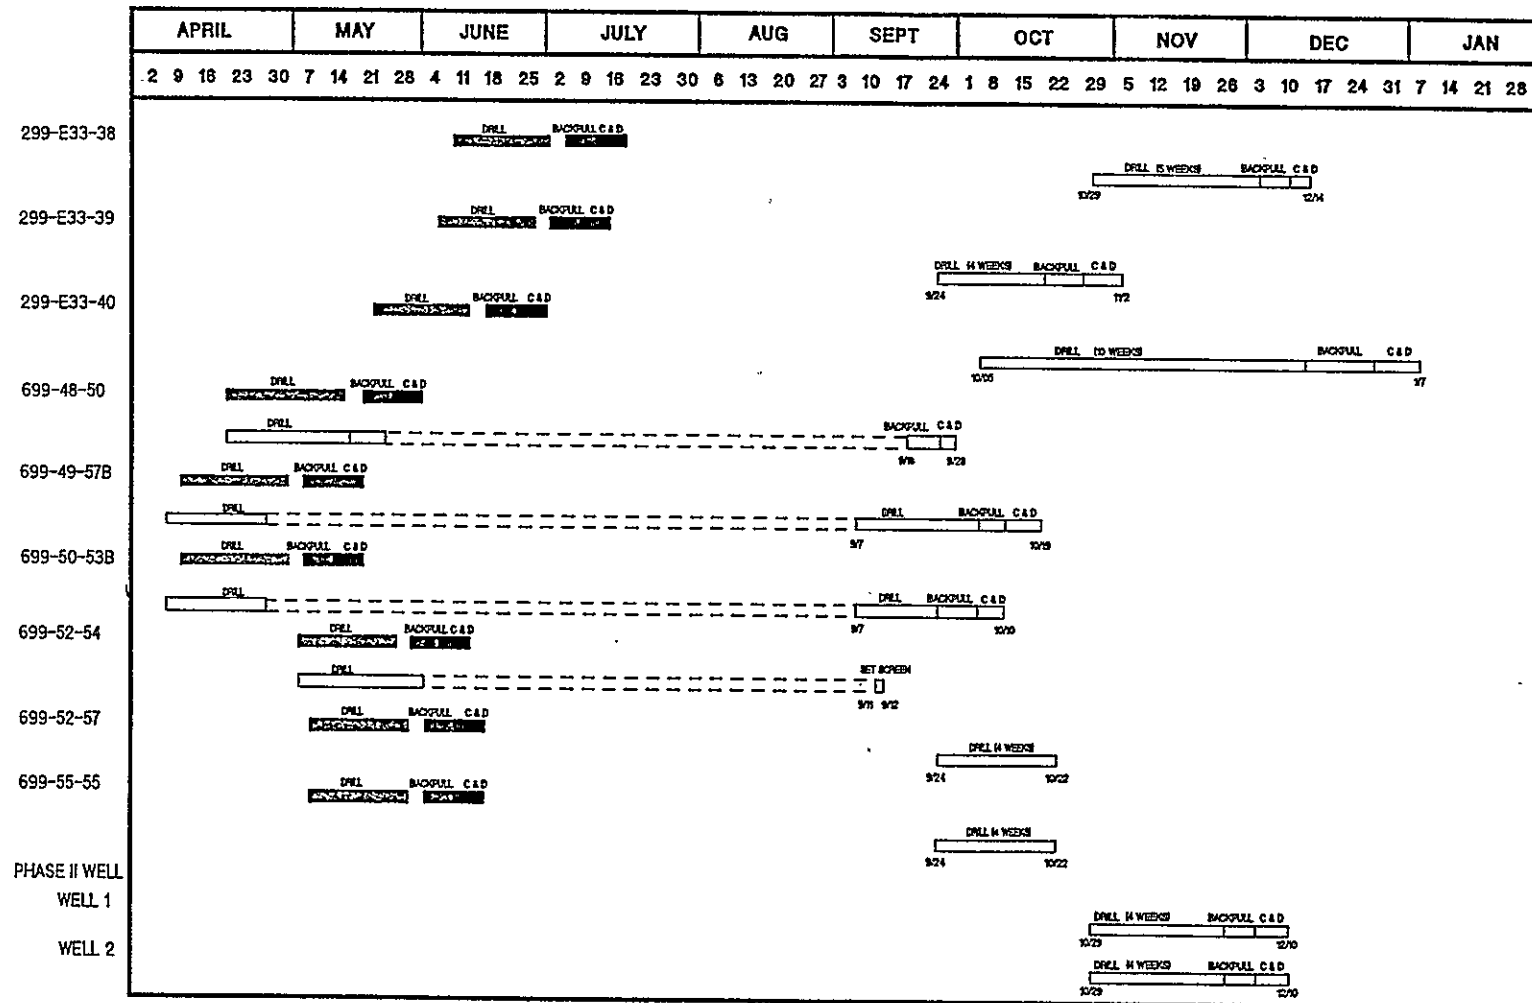 APRIL MAY JUNE JULY AUG SEPT OCT NOV DEC JAN
2 9 16 23 30 7 14 21 28 4 11 18 25 2 9 16 23 30 6 13 20 27 3 10 17 24 1 8 15 22 29 5 12 19 26 3 10 17 24 31 7 14 21 28
299-E33-38
DRILL BACKPULL C & D
DRILL (5 WEEKS) BACKPULL C & D
10/29 12/14
299-E33-39
DRILL BACKPULL C & D
DRILL (4 WEEKS) BACKPULL C & D
9/24 11/2
299-E33-40
DRILL BACKPULL C & D
DRILL (10 WEEKS) BACKPULL C & D
10/05 1/7
699-48-50
DRILL BACKPULL C & D
DRILL BACKPULL C & D
9/28
699-49-57B
DRILL BACKPULL C & D
DRILL DRILL BACKPULL C & D
9/7 10/19
699-50-53B
DRILL BACKPULL C & D
DRILL DRILL BACKPULL C & D
9/7 10/10
699-52-54
DRILL BACKPULL C & D
DRILL SET SCREEN
9/11 9/12
699-52-57
DRILL BACKPULL C & D
DRILL (4 WEEKS)
9/24 10/22
699-55-55
DRILL BACKPULL C & D
DRILL (4 WEEKS)
9/24 10/22
PHASE II WELL
WELL 1
DRILL (4 WEEKS) BACKPULL C & D
10/29 12/10
WELL 2
DRILL (4 WEEKS) BACKPULL C & D
10/29 12/10